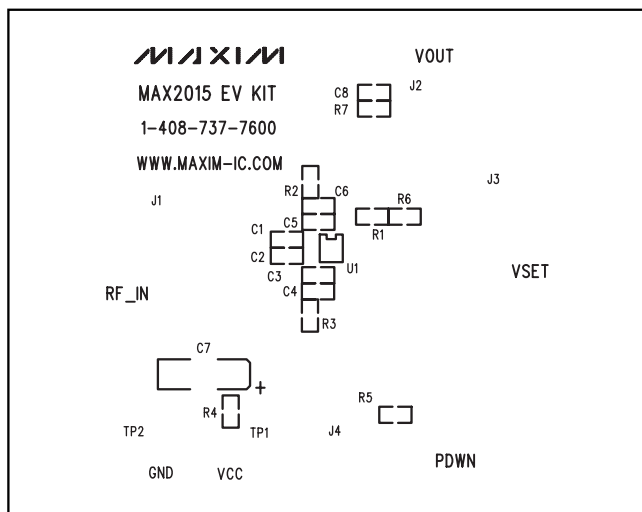 MAXIM
VOUT
MAX2015 EV KIT
C8
J2
R7
1-408-737-7600
WWW.MAXIM-IC.COM
J3
R2
C6
J1
R6
C5
C1
R1
C2
U1
C3
VSET
C4
RF_IN
R3
C7
+
R5
R4
TP2
TP1
J4
PDWN
GND
VCC